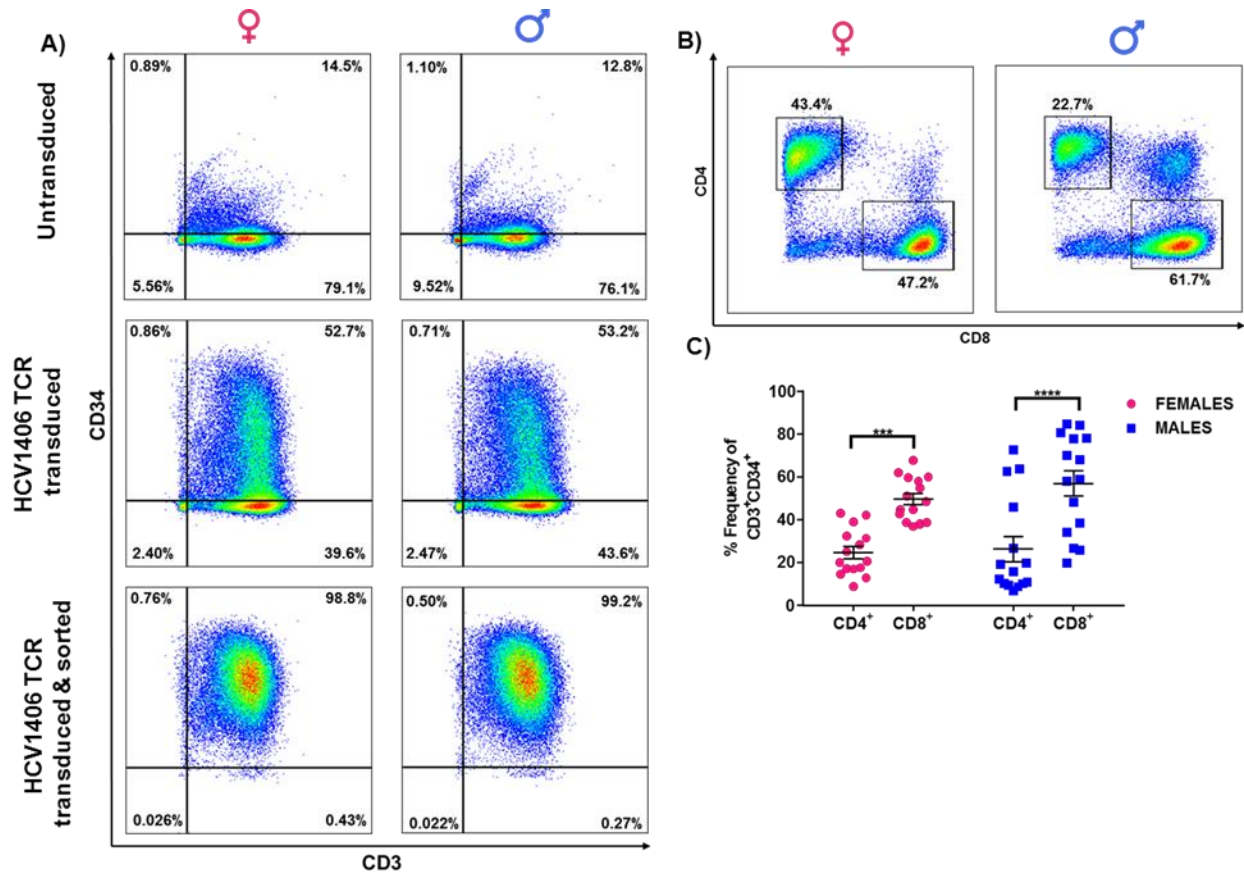 A)
Untransduced
0.89% 14.5%
5.56% 79.1%
1.10% 12.8%
9.52% 76.1%
HCV1406 TCR
transduced
0.86% 52.7%
2.40% 39.6%
0.71% 53.2%
2.47% 43.6%
HCV1406 TCR
transduced & sorted
0.76% 98.8%
0.026% 0.43%
0.50% 99.2%
0.022% 0.27%
CD34
CD3
B)
43.4%
47.2%
22.7%
61.7%
CD4
CD8
C)
% Frequency of
CD3⁺CD34⁺
100
80
60
40
20
0
***
****
CD4⁺ CD8⁺ CD4⁺ CD8⁺
FEMALES
MALES